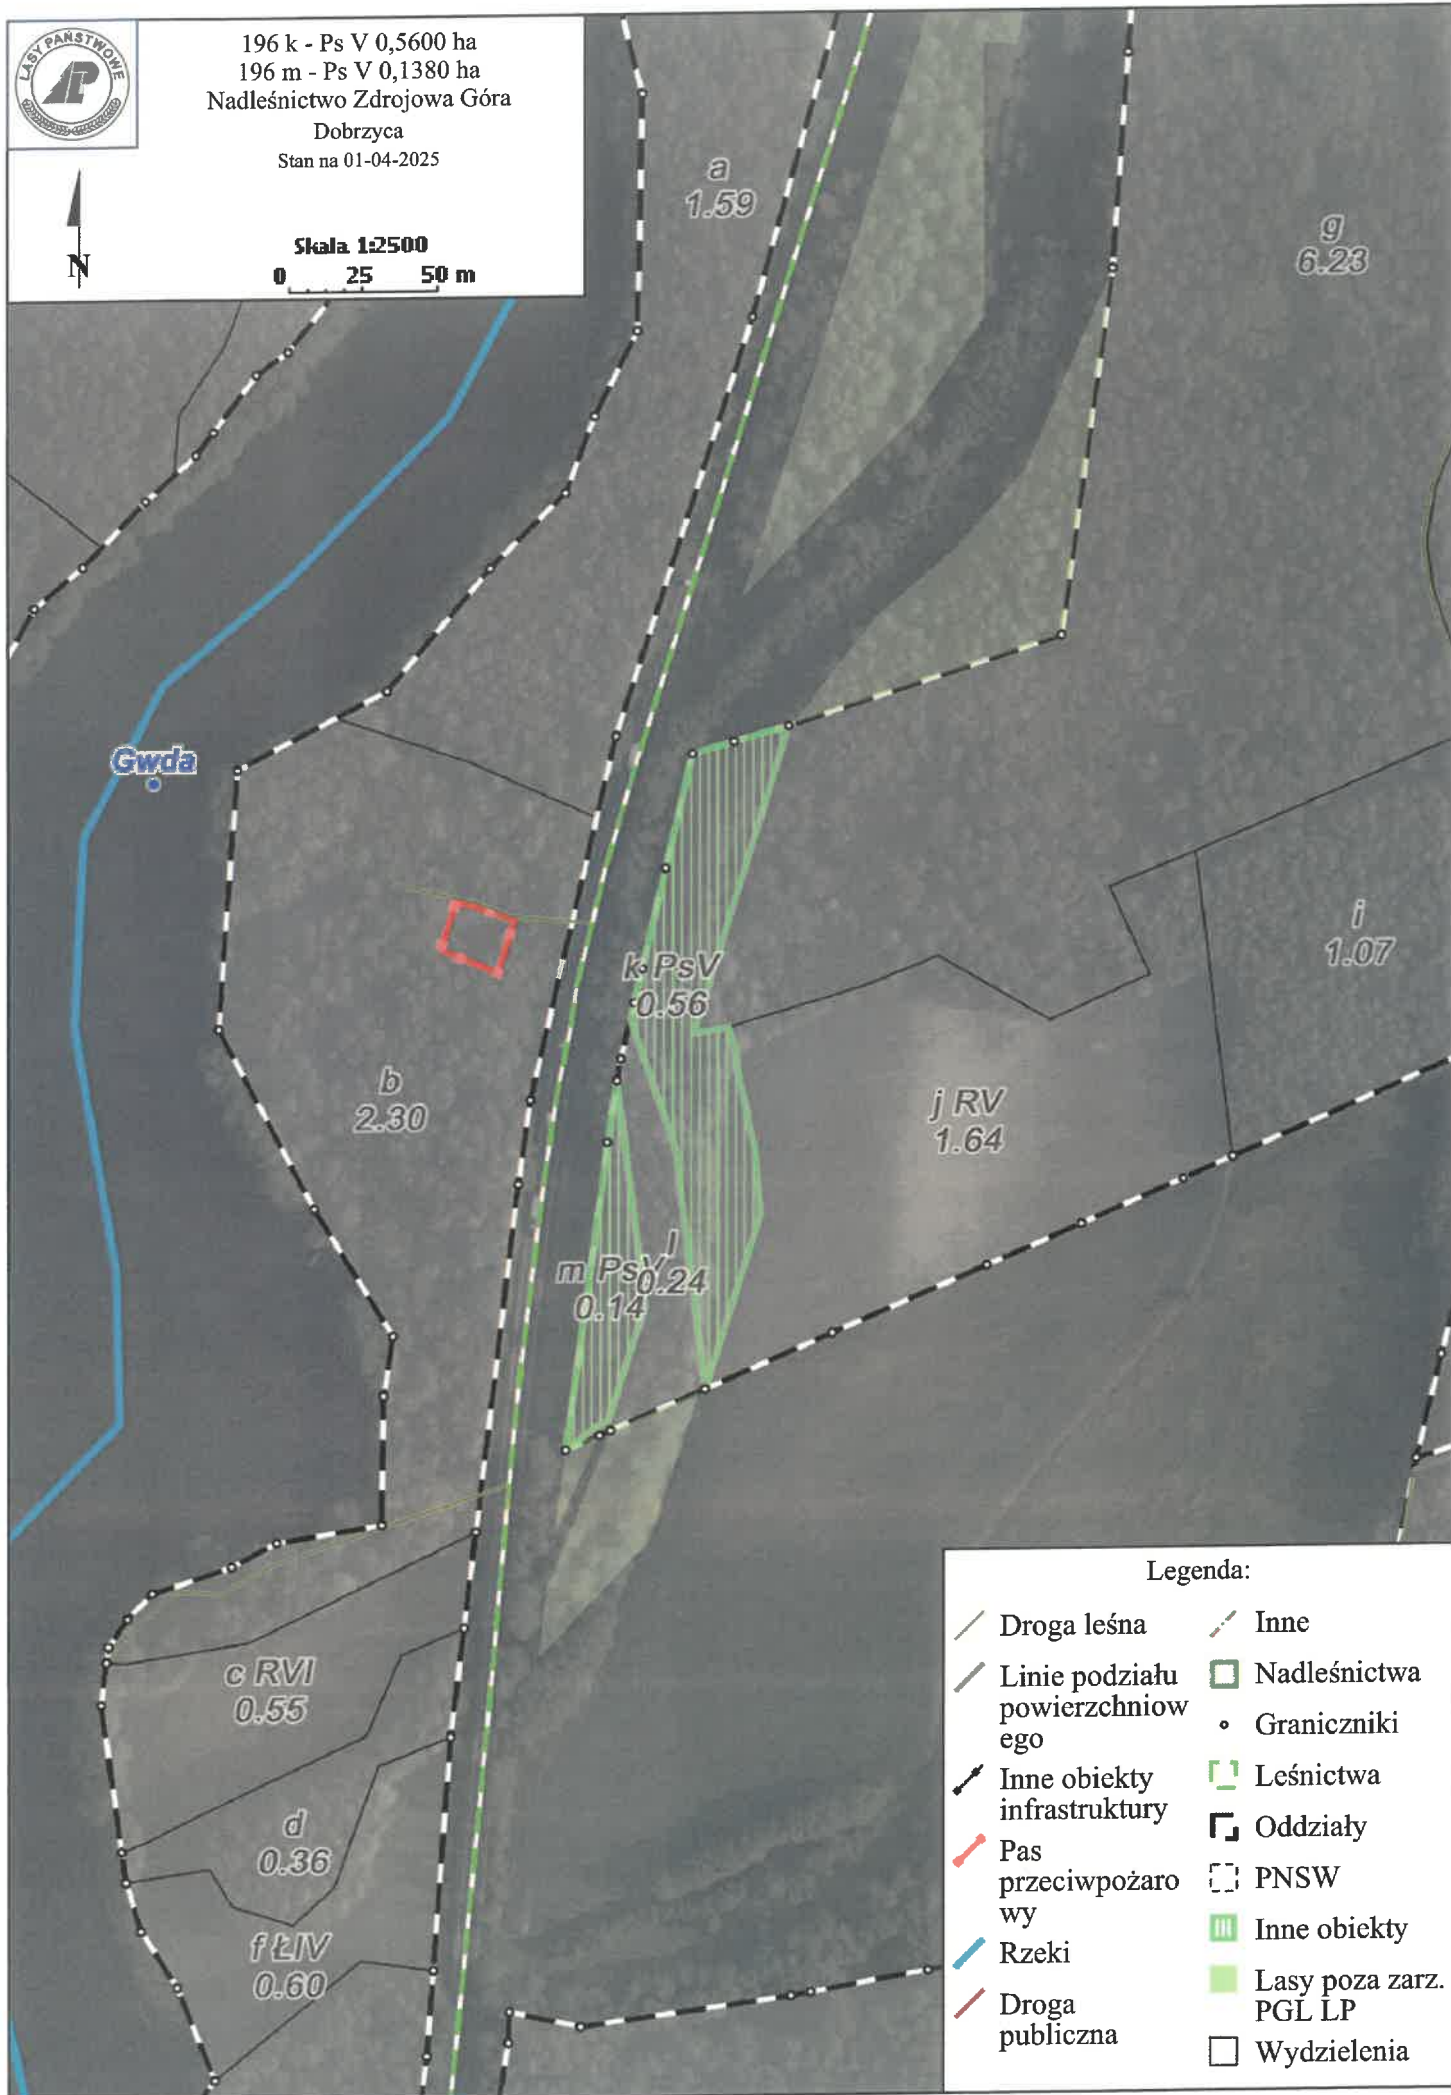 LASY PAŃSTWOWE
LP
196 k - Ps V 0,5600 ha
196 m - Ps V 0,1380 ha
Nadleśnictwo Zdrojowa Góra
Dobrzyca
Stan na 01-04-2025
N
Skala 1:2500
0 25 50 m
a
1.59
g
6.23
Gwda
k PsV
0.56
i
1.07
b
2.30
j RV
1.64
l
0.24
m PsV
0.14
c RVI
0.55
d
0.36
f ŁIV
0.60
Legenda:
Droga leśna
Linie podziału
powierzchniow
ego
Inne obiekty
infrastruktury
Pas
przeciwpożaro
wy
Rzeki
Droga
publiczna
Inne
Nadleśnictwa
Graniczniki
Leśnictwa
Oddziały
PNSW
Inne obiekty
Lasy poza zarz.
PGL LP
Wydzielenia